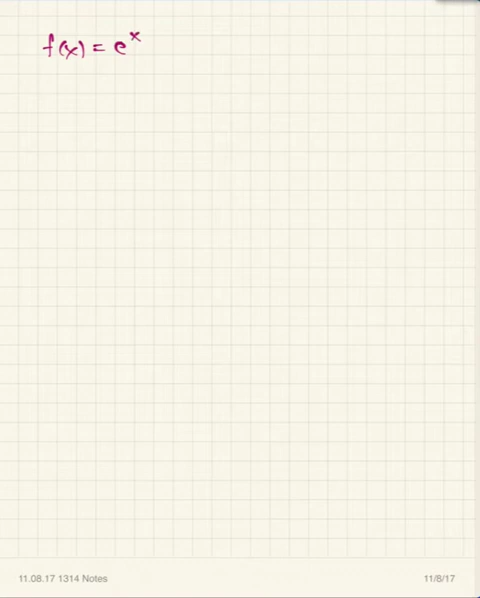 f(x) = e^x
11.08.17 1314 Notes
11/8/17